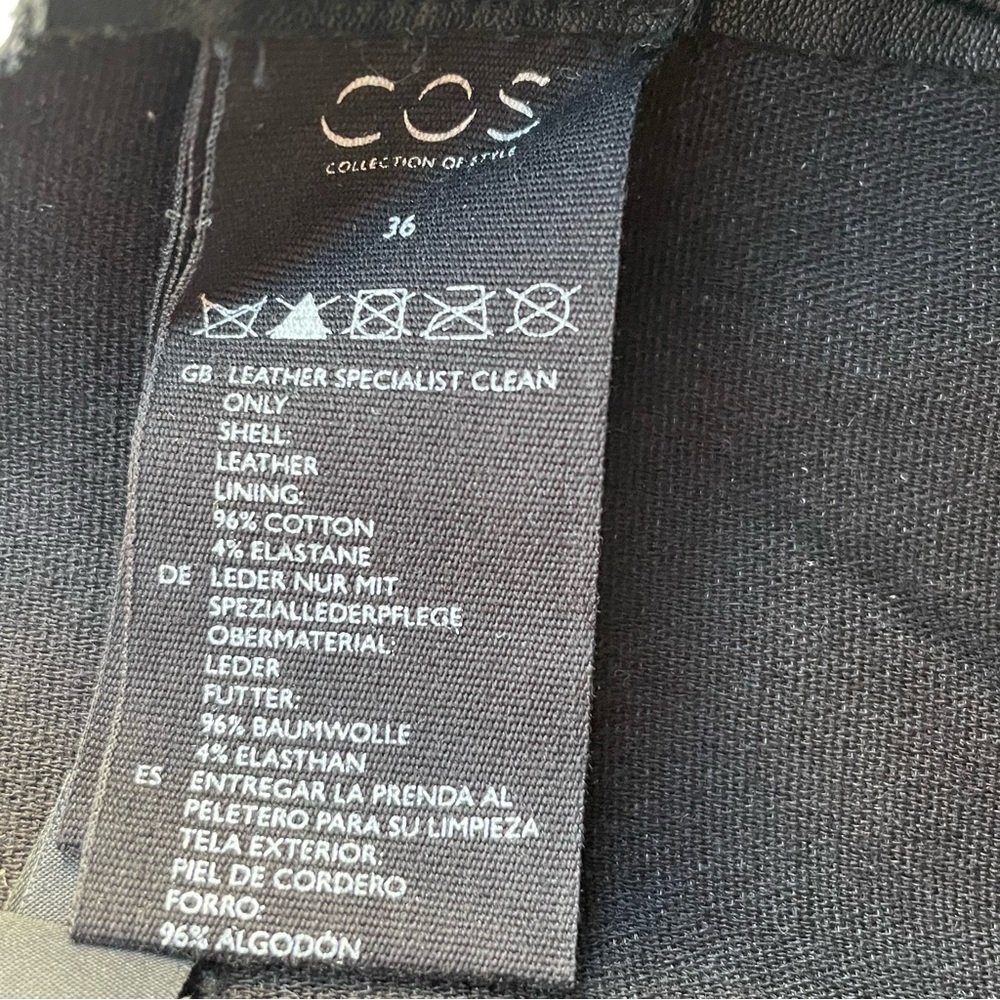 COS
COLLECTION OF STYLE
36
GB LEATHER SPECIALIST CLEAN
ONLY
SHELL:
LEATHER
LINING:
96% COTTON
4% ELASTANE
DE LEDER NUR MIT
SPEZIALLEDERPFLEGE
OBERMATERIAL:
LEDER
FUTTER:
96% BAUMWOLLE
4% ELASTHAN
ES ENTREGAR LA PRENDA AL
PELETERO PARA SU LIMPIEZA
TELA EXTERIOR:
PIEL DE CORDERO
FORRO:
96% ALGODÓN